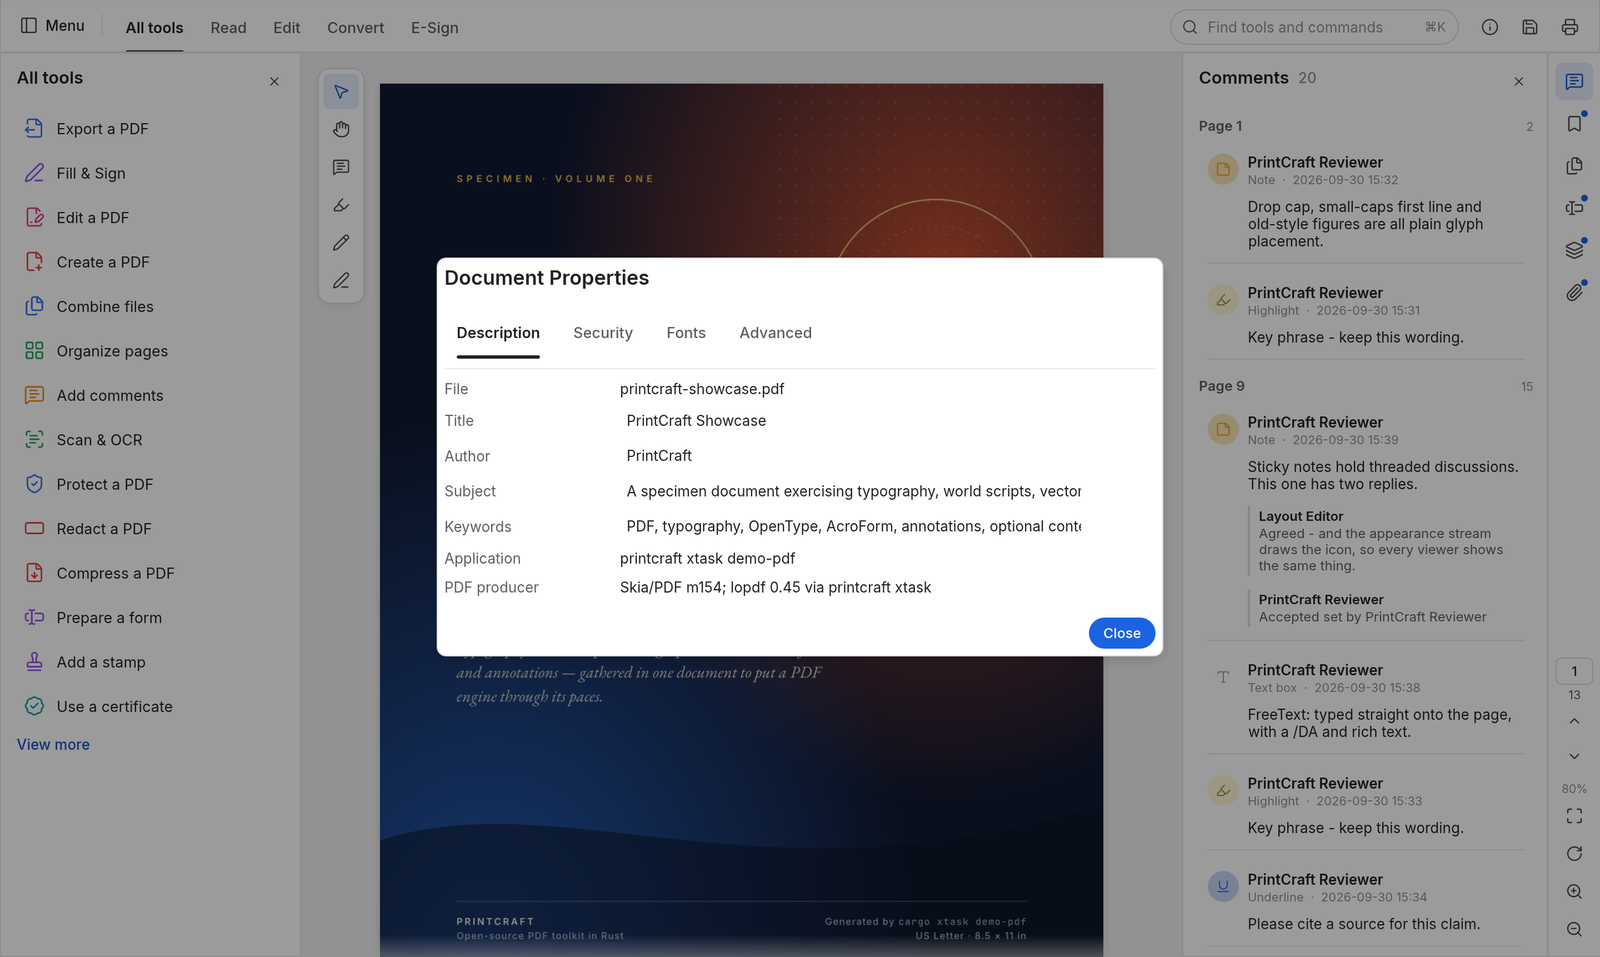 Menu
All tools
Read
Edit
Convert
E-Sign
Find tools and commands
⌘K
All tools
Export a PDF
Fill & Sign
Edit a PDF
Create a PDF
Combine files
Organize pages
Add comments
Scan & OCR
Protect a PDF
Redact a PDF
Compress a PDF
Prepare a form
Add a stamp
Use a certificate
View more
SPECIMEN · VOLUME ONE
Document Properties
Description
Security
Fonts
Advanced
File
printcraft-showcase.pdf
Title
PrintCraft Showcase
Author
PrintCraft
Subject
A specimen document exercising typography, world scripts, vector
Keywords
PDF, typography, OpenType, AcroForm, annotations, optional conte
Application
printcraft xtask demo-pdf
PDF producer
Skia/PDF m154; lopdf 0.45 via printcraft xtask
Close
and annotations — gathered in one document to put a PDF
engine through its paces.
PRINTCRAFT
Open-source PDF toolkit in Rust
Generated by cargo xtask demo-pdf
US Letter · 8.5 × 11 in
Comments 20
Page 1
2
PrintCraft Reviewer
Note · 2026-09-30 15:32
Drop cap, small-caps first line and
old-style figures are all plain glyph
placement.
PrintCraft Reviewer
Highlight · 2026-09-30 15:31
Key phrase - keep this wording.
Page 9
15
PrintCraft Reviewer
Note · 2026-09-30 15:39
Sticky notes hold threaded discussions.
This one has two replies.
Layout Editor
Agreed - and the appearance stream
draws the icon, so every viewer shows
the same thing.
PrintCraft Reviewer
Accepted set by PrintCraft Reviewer
PrintCraft Reviewer
Text box · 2026-09-30 15:38
FreeText: typed straight onto the page,
with a /DA and rich text.
PrintCraft Reviewer
Highlight · 2026-09-30 15:33
Key phrase - keep this wording.
PrintCraft Reviewer
Underline · 2026-09-30 15:34
Please cite a source for this claim.
1
13
80%